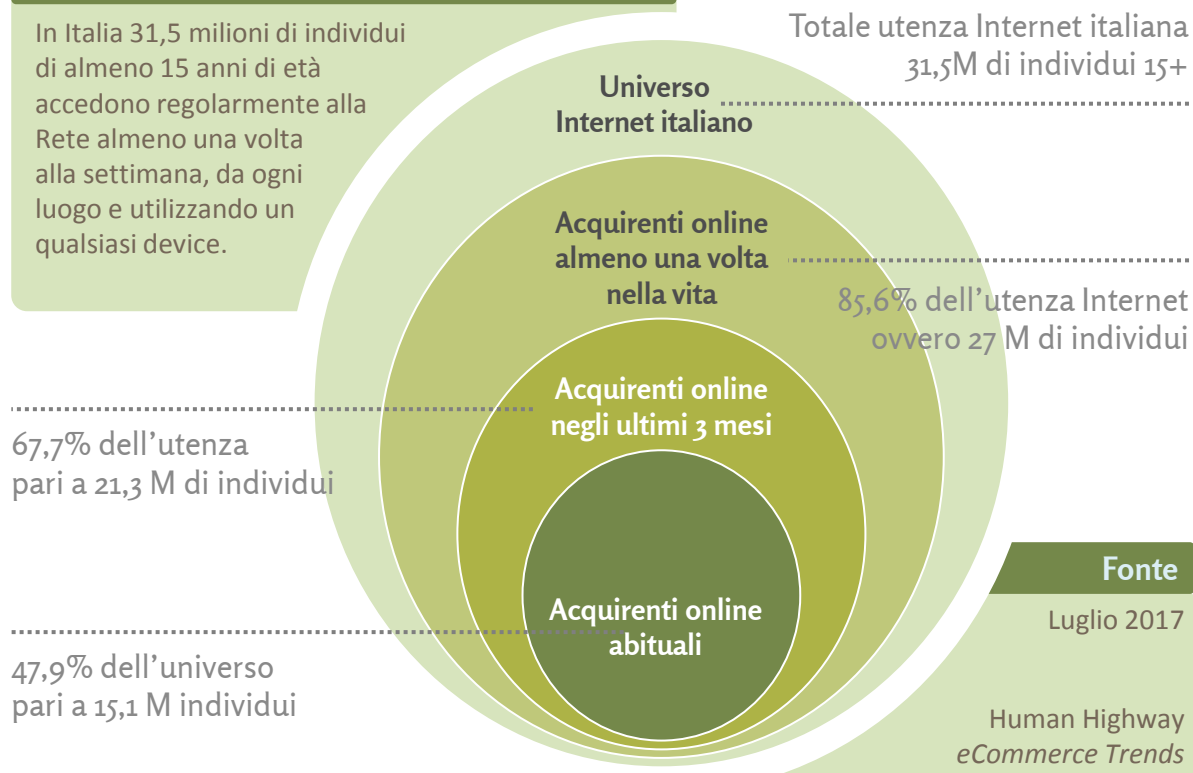 In Italia 31,5 milioni di individui
di almeno 15 anni di età
accedono regolarmente alla
Rete almeno una volta
alla settimana, da ogni
luogo e utilizzando un
qualsiasi device.
Totale utenza Internet italiana
31,5M di individui 15+
Universo
Internet italiano
Acquirenti online
almeno una volta
nella vita
85,6% dell’utenza Internet
ovvero 27 M di individui
Acquirenti online
negli ultimi 3 mesi
67,7% dell’utenza
pari a 21,3 M di individui
Acquirenti online
abituali
47,9% dell’universo
pari a 15,1 M individui
Fonte
Luglio 2017
Human Highway
eCommerce Trends